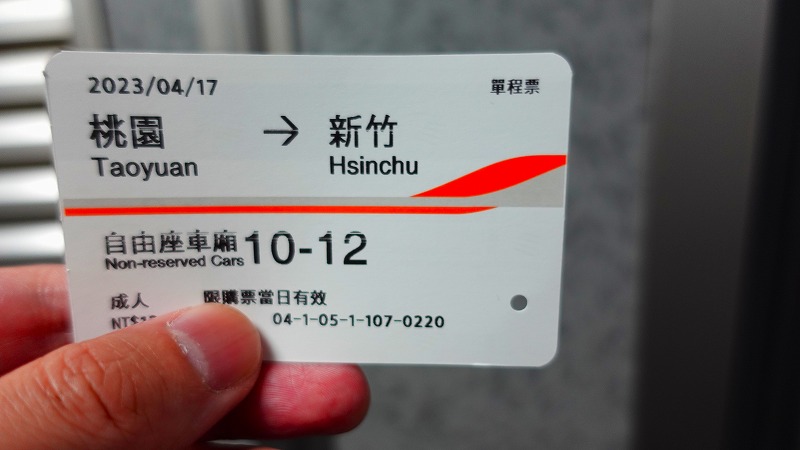 2023/04/17 單程票
桃園 → 新竹
Taoyuan Hsinchu
自由座車廂 10-12
Non-reserved Cars
成人 限購票當日有效
NT$ 04-1-05-1-107-0220